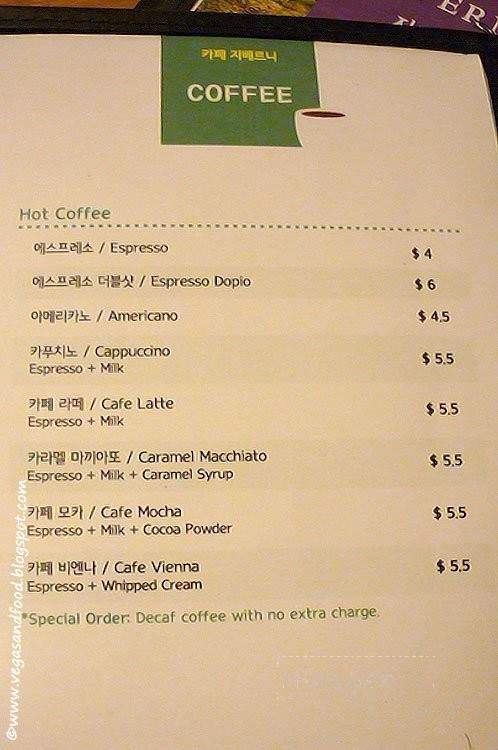 ER
카페 지베르니
COFFEE
Hot Coffee
에스프레소 / Espresso $ 4
에스프레소 더블샷 / Espresso Dopio $ 6
아메리카노 / Americano $ 4.5
카푸치노 / Cappuccino $ 5.5
Espresso + Milk
카페 라떼 / Cafe Latte $ 5.5
Espresso + Milk
카라멜 마끼아또 / Caramel Macchiato $ 5.5
Espresso + Milk + Caramel Syrup
카페 모카 / Cafe Mocha $ 5.5
Espresso + Milk + Cocoa Powder
카페 비엔나 / Cafe Vienna $ 5.5
Espresso + Whipped Cream
*Special Order: Decaf coffee with no extra charge.
©www.vegasandfood.blogspot.com